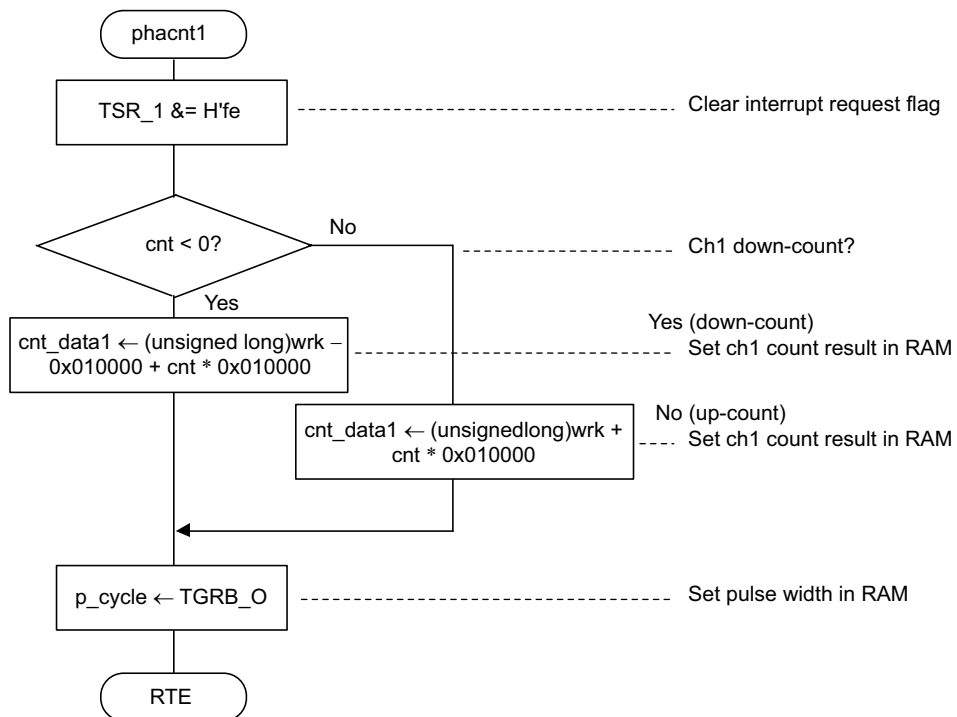 phacnt1
TSR_1 &= H'fe
Clear interrupt request flag
cnt < 0?
No
Ch1 down-count?
Yes
cnt_data1 ← (unsigned long)wrk –
0x010000 + cnt * 0x010000
Yes (down-count)
Set ch1 count result in RAM
cnt_data1 ← (unsignedlong)wrk +
cnt * 0x010000
No (up-count)
Set ch1 count result in RAM
p_cycle ← TGRB_O
Set pulse width in RAM
RTE